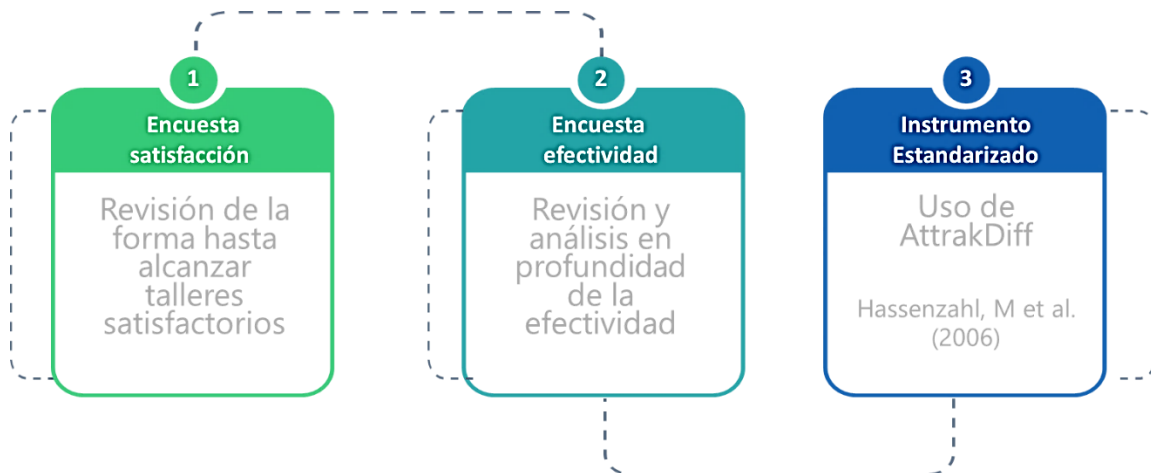 1
Encuesta
satisfacción
Revisión de la
forma hasta
alcanzar
talleres
satisfactorios
2
Encuesta
efectividad
Revisión y
análisis en
profundidad
de la
efectividad
3
Instrumento
Estandarizado
Uso de
AttrakDiff
Hassenzahl, M et al.
(2006)